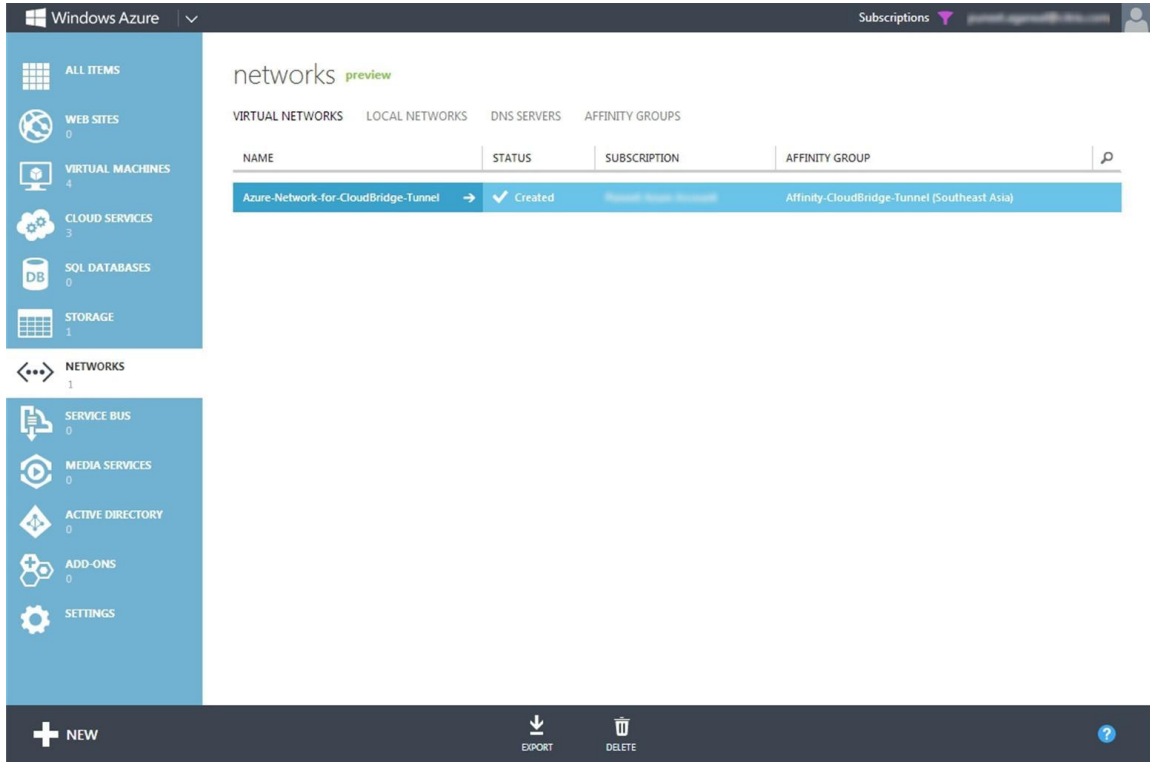 Windows Azure
Subscriptions
ALL ITEMS
WEB SITES
0
VIRTUAL MACHINES
4
CLOUD SERVICES
3
DB
SQL DATABASES
0
STORAGE
1
NETWORKS
1
SERVICE BUS
0
MEDIA SERVICES
0
ACTIVE DIRECTORY
0
ADD-ONS
0
SETTINGS
networks preview
VIRTUAL NETWORKS LOCAL NETWORKS DNS SERVERS AFFINITY GROUPS
NAME STATUS SUBSCRIPTION AFFINITY GROUP
Azure-Network-for-CloudBridge-Tunnel Created Affinity-CloudBridge-Tunnel (Southeast Asia)
NEW
EXPORT
DELETE
?